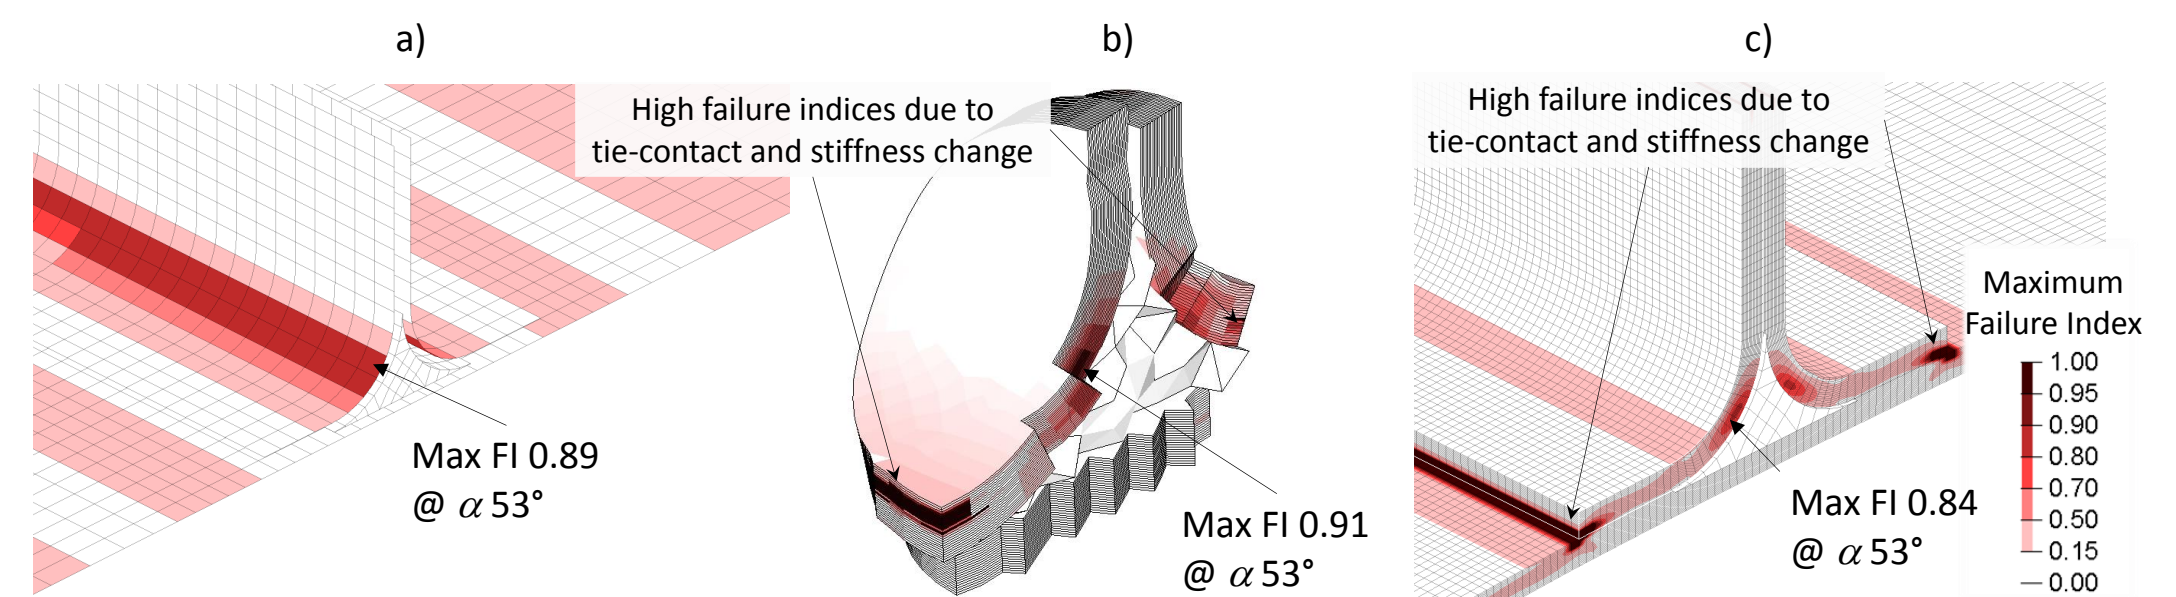 a)
b)
c)
High failure indices due to
tie-contact and stiffness change
High failure indices due to
tie-contact and stiffness change
Max FI 0.89
@ α 53°
Max FI 0.91
@ α 53°
Max FI 0.84
@ α 53°
Maximum
Failure Index
1.00
0.95
0.90
0.80
0.70
0.50
0.15
0.00